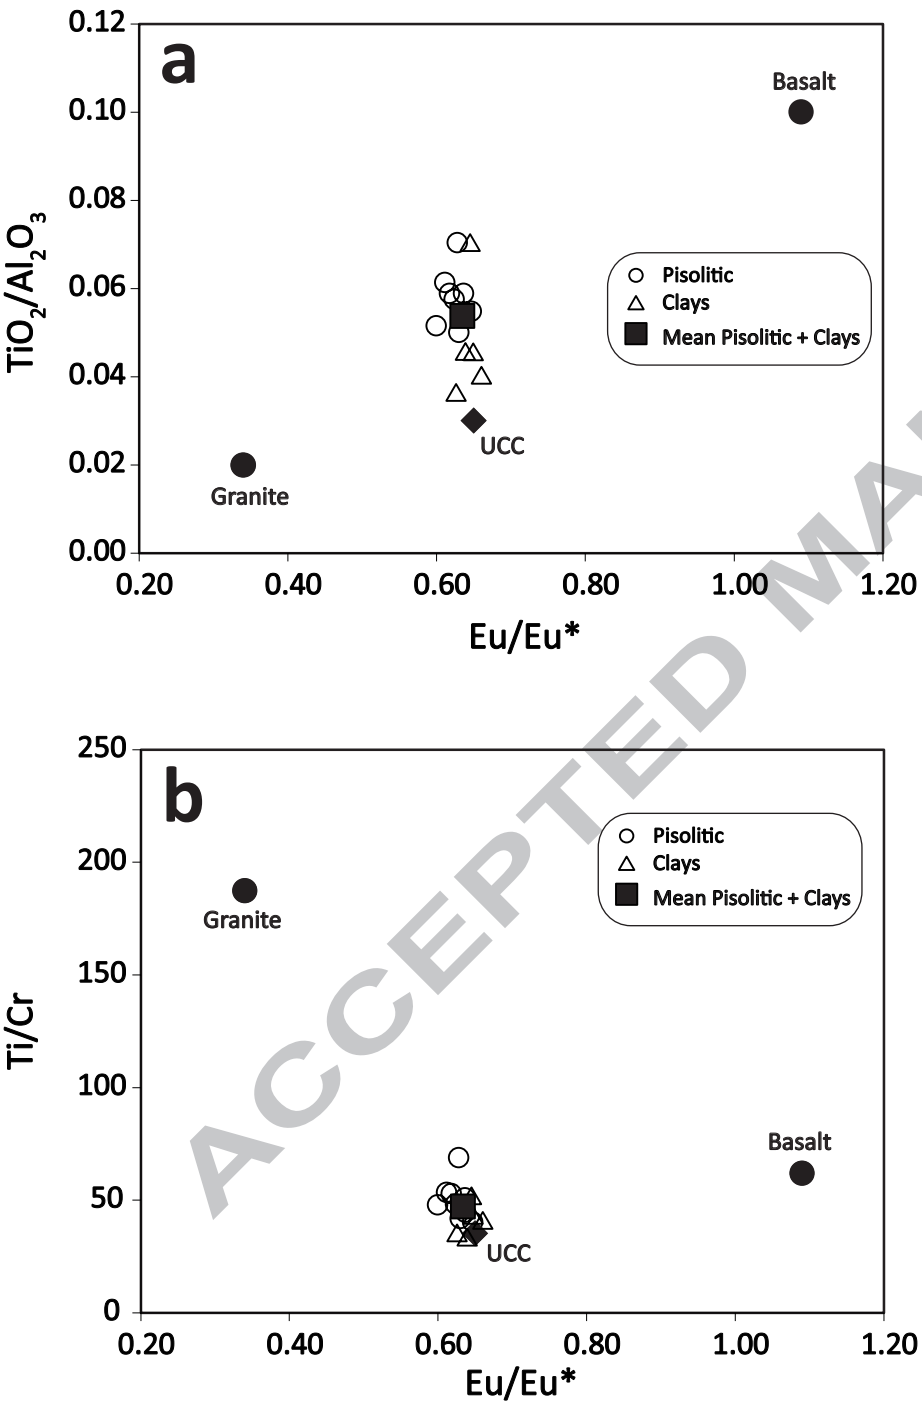 0.12
a
Basalt
0.10
0.08
TiO₂/Al₂O₃
Pisolitic
0.06
Clays
Mean Pisolitic + Clays
0.04
UCC
0.02
Granite
0.00
0.20 0.40 0.60 0.80 1.00 1.20
Eu/Eu*
ACCEPTED MA
250
b
Pisolitic
200
Clays
Granite
Mean Pisolitic + Clays
150
Ti/Cr
100
Basalt
50
UCC
0
0.20 0.40 0.60 0.80 1.00 1.20
Eu/Eu*